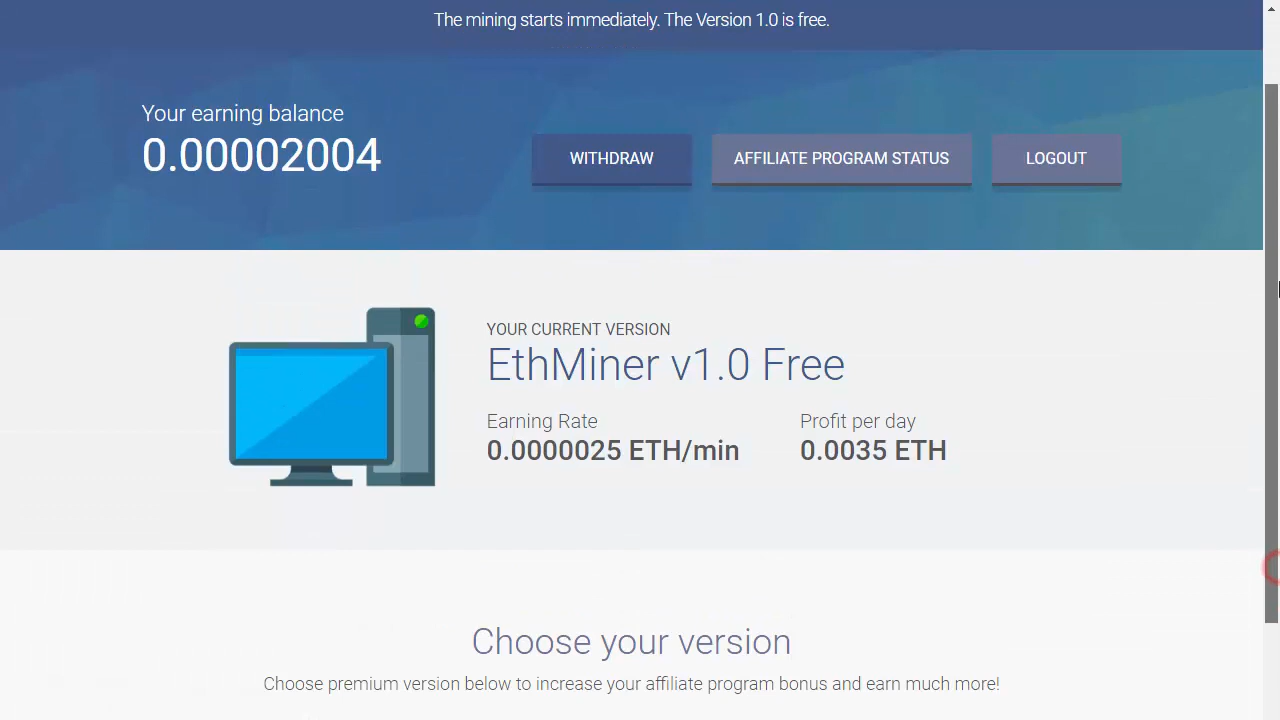 The mining starts immediately. The Version 1.0 is free.
Your earning balance
0.00002004
WITHDRAW
AFFILIATE PROGRAM STATUS
LOGOUT
YOUR CURRENT VERSION
EthMiner v1.0 Free
Earning Rate
Profit per day
0.0000025 ETH/min
0.0035 ETH
Choose your version
Choose premium version below to increase your affiliate program bonus and earn much more!